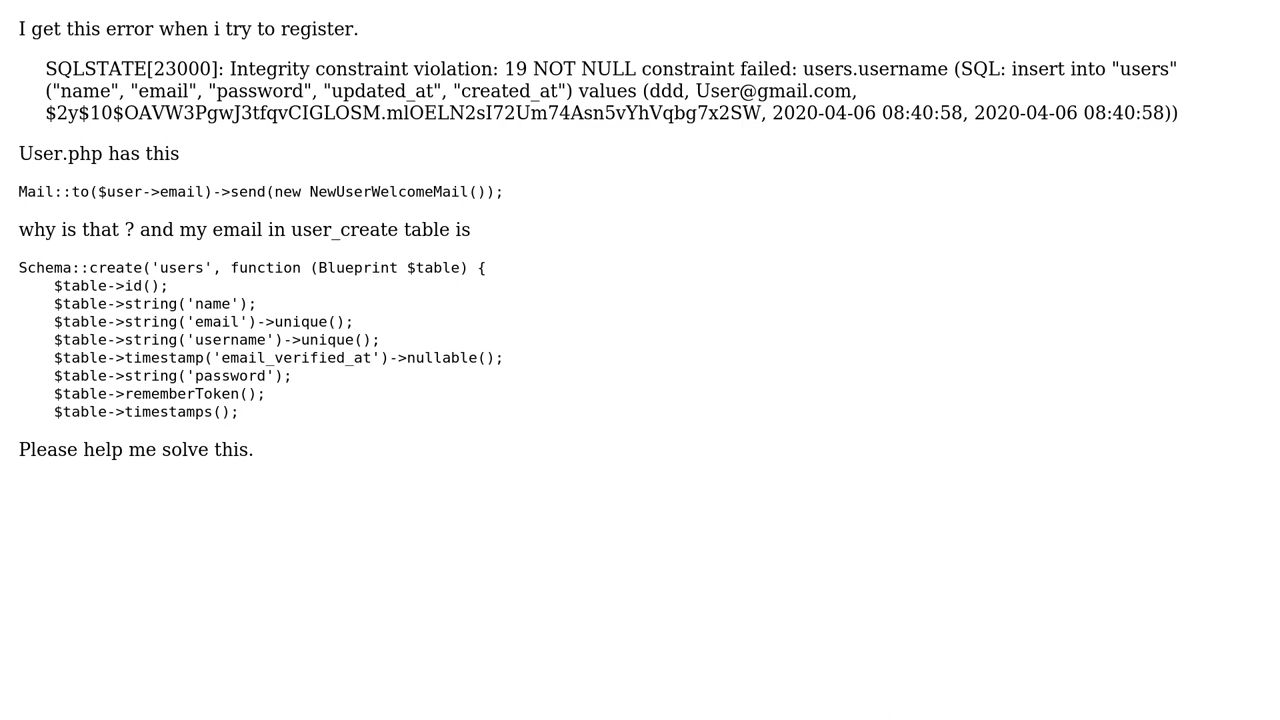 I get this error when i try to register.
SQLSTATE[23000]: Integrity constraint violation: 19 NOT NULL constraint failed: users.username (SQL: insert into "users"
("name", "email", "password", "updated_at", "created_at") values (ddd, User@gmail.com,
$2y$10$OAVW3PgwJ3tfqvCIGLOSM.mlOELN2sI72Um74Asn5vYhVqbg7x2SW, 2020-04-06 08:40:58, 2020-04-06 08:40:58))
User.php has this
Mail::to($user->email)->send(new NewUserWelcomeMail());
why is that ? and my email in user_create table is
Schema::create('users', function (Blueprint $table) {
    $table->id();
    $table->string('name');
    $table->string('email')->unique();
    $table->string('username')->unique();
    $table->timestamp('email_verified_at')->nullable();
    $table->string('password');
    $table->rememberToken();
    $table->timestamps();
Please help me solve this.